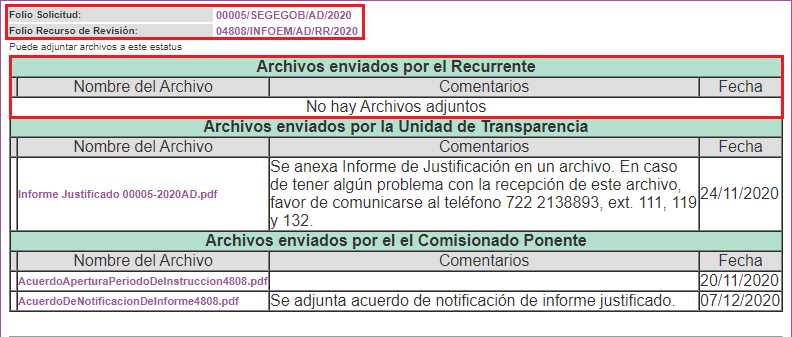 Folio Solicitud: 00005/SEGEGOB/AD/2020
Folio Recurso de Revisión: 04808/INFOEM/AD/RR/2020
Puede adjuntar archivos a este estatus
Archivos enviados por el Recurrente
Nombre del Archivo Comentarios Fecha
No hay Archivos adjuntos
Archivos enviados por la Unidad de Transparencia
Nombre del Archivo Comentarios Fecha
Se anexa Informe de Justificación en un archivo. En caso
de tener algún problema con la recepción de este archivo,
Informe Justificado 00005-2020AD.pdf 24/11/2020
favor de comunicarse al teléfono 722 2138893, ext. 111, 119
y 132.
Archivos enviados por el el Comisionado Ponente
Nombre del Archivo Comentarios Fecha
AcuerdoAperturaPeriodoDeInstruccion4808.pdf 20/11/2020
AcuerdoDeNotificacionDeInforme4808.pdf Se adjunta acuerdo de notificación de informe justificado. 07/12/2020